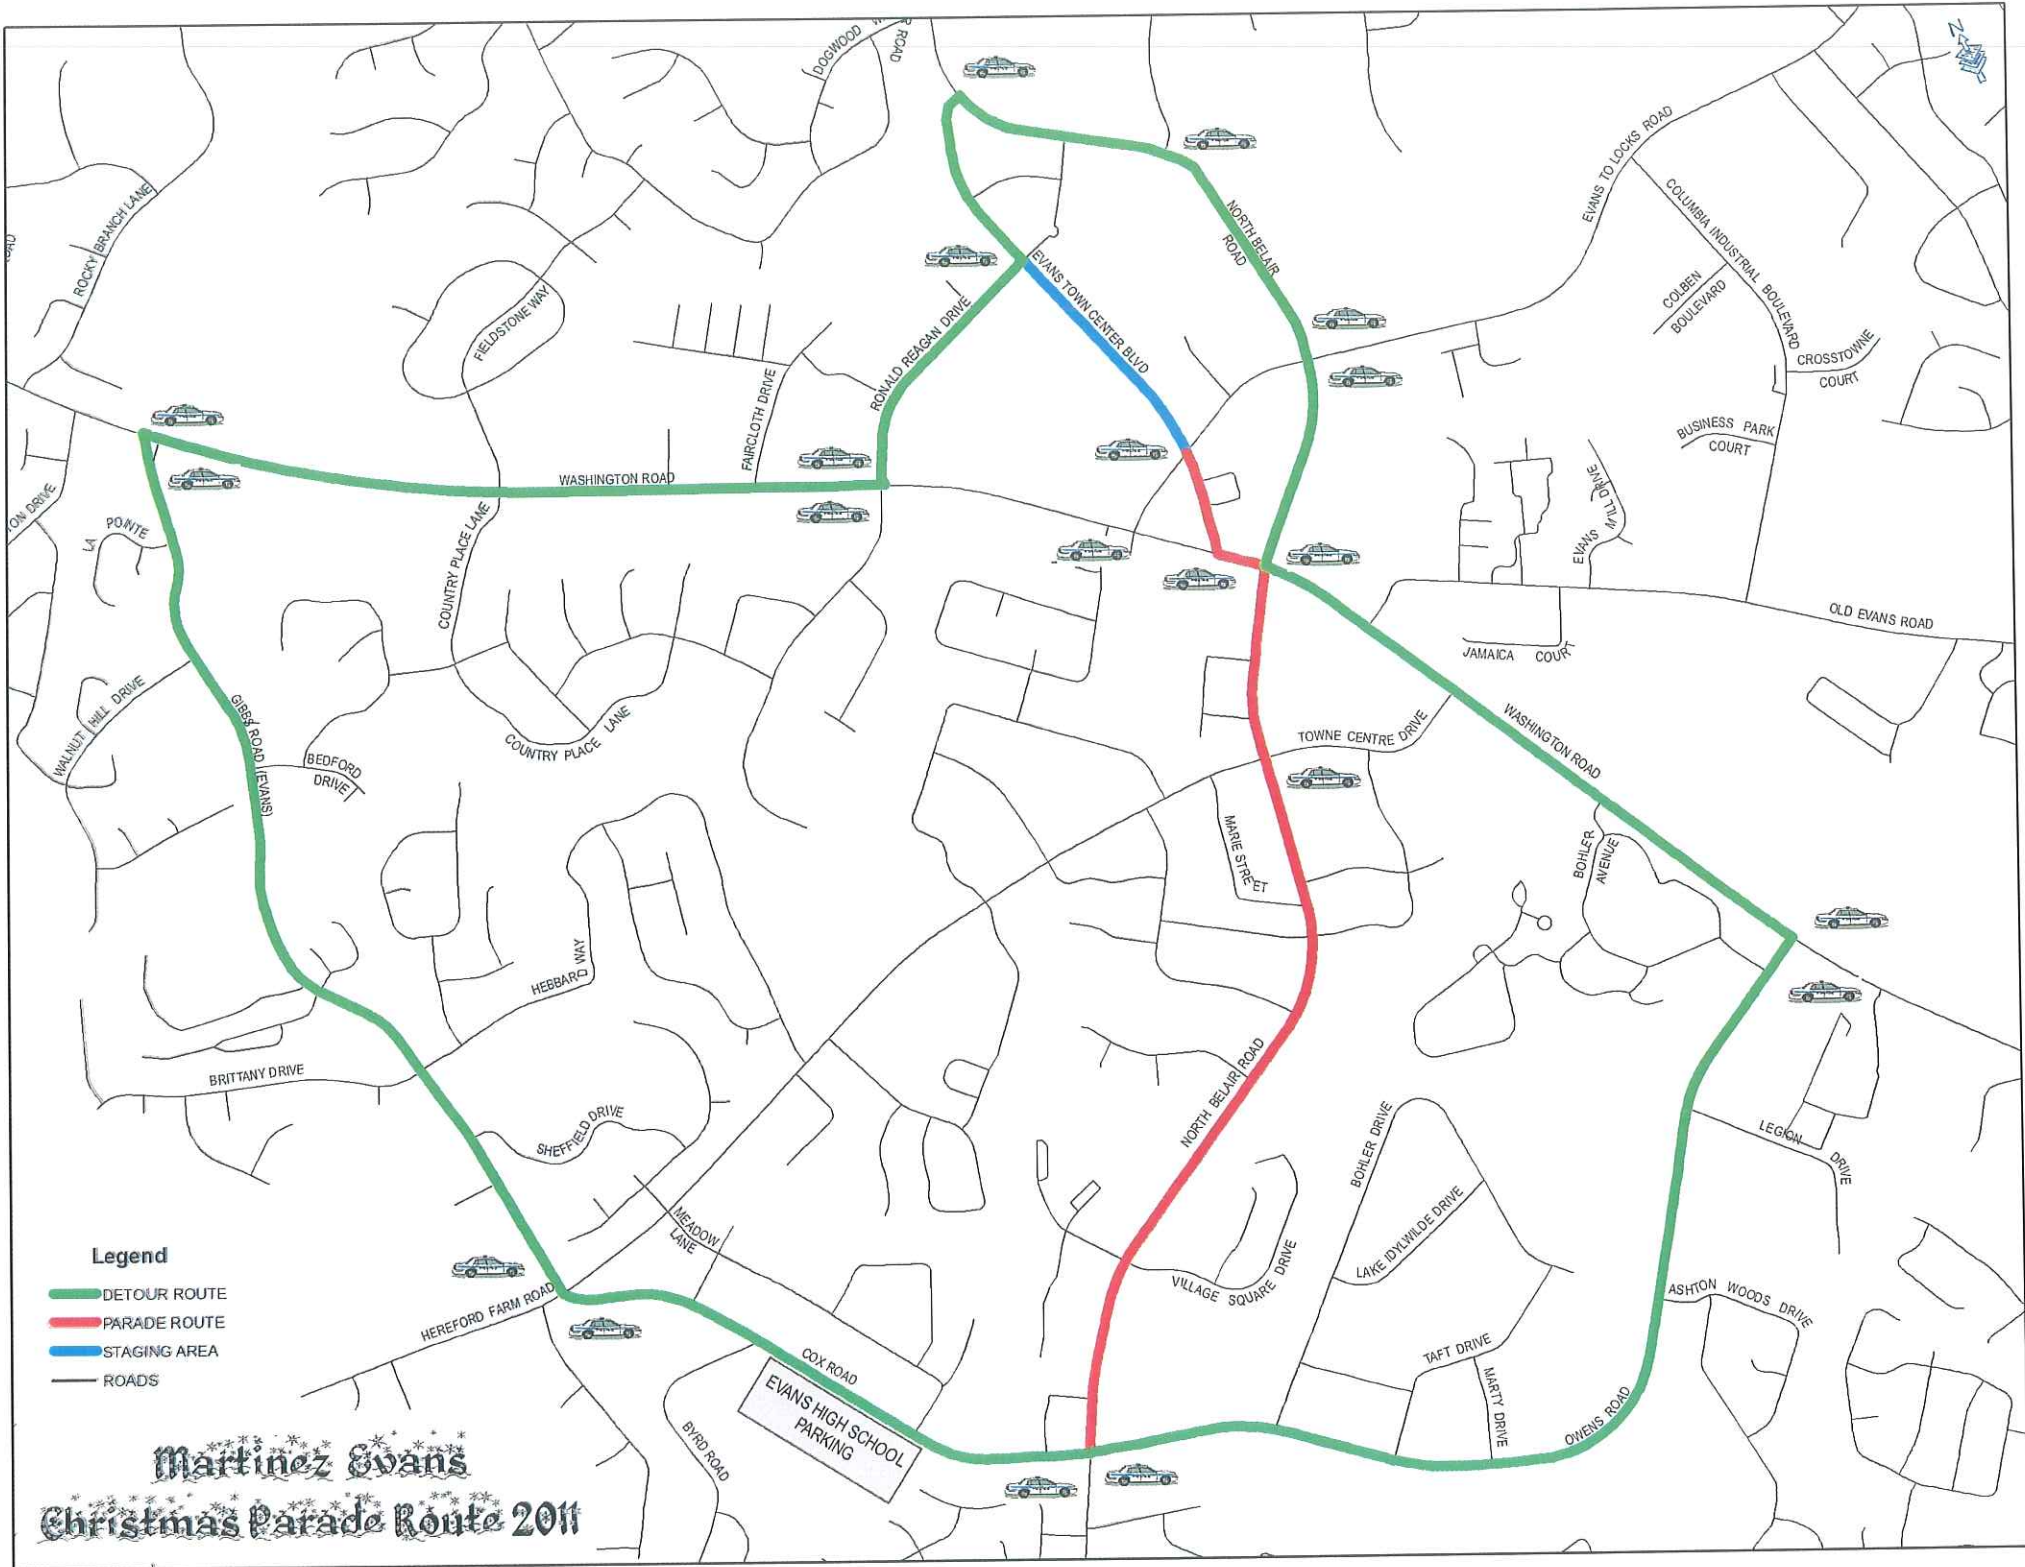 DOGWOOD
ROAD
N
EVANS TO LOCKS ROAD
ROCKY BRANCH LANE
COLUMBIA INDUSTRIAL BOULEVARD
NORTH BELAIR
ROAD
EVANS TOWN CENTER BLVD
COLBEN
BOULEVARD
FIELDSTONE WAY
RONALD REAGAN DRIVE
CROSSTOWNE
COURT
FAIRCLOTH DRIVE
BUSINESS PARK
COURT
WASHINGTON ROAD
EVANS MILL DRIVE
LA POINTE
COUNTRY PLACE LANE
OLD EVANS ROAD
JAMAICA COURT
WALNUT HILL DRIVE
GIBBS ROAD (EVANS)
COUNTRY PLACE LANE
TOWNE CENTRE DRIVE
WASHINGTON ROAD
BEDFORD
DRIVE
MARIE STREET
BOHLER
AVENUE
HEBBARD WAY
BRITTANY DRIVE
NORTH BELAIR ROAD
SHEFFIELD DRIVE
BOHLER DRIVE
LEGION DRIVE
LAKE IDYLWILDE DRIVE
MEADOW
LANE
VILLAGE SQUARE DRIVE
ASHTON WOODS DRIVE
HEREFORD FARM ROAD
COX ROAD
TAFT DRIVE
MARTY DRIVE
OWENS ROAD
EVANS HIGH SCHOOL
PARKING
BYRD ROAD
Legend
DETOUR ROUTE
PARADE ROUTE
STAGING AREA
ROADS
Martinez Evans
Christmas Parade Route 2011